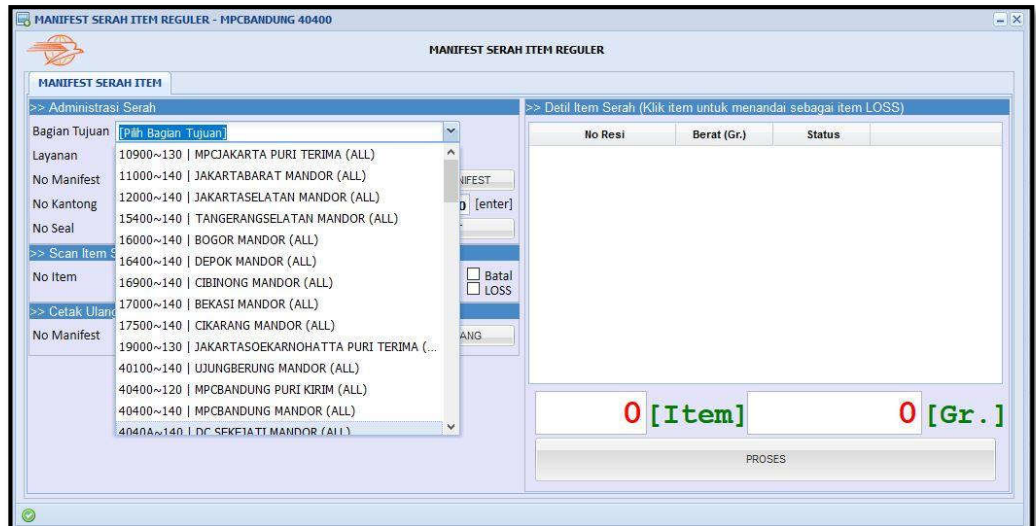 MANIFEST SERAH ITEM REGULER - MPCBANDUNG 40400
MANIFEST SERAH ITEM REGULER
MANIFEST SERAH ITEM
>> Administrasi Serah
Bagian Tujuan [Pilih Bagian Tujuan]
Layanan
No Manifest
No Kantong [enter]
No Seal
>> Scan Item
No Item Batal
LOSS
>> Cetak Ulang
No Manifest
10900~130 | MPCJAKARTA PURI TERIMA (ALL)
11000~140 | JAKARTABARAT MANDOR (ALL)
12000~140 | JAKARTASELATAN MANDOR (ALL)
15400~140 | TANGERANGSELATAN MANDOR (ALL)
16000~140 | BOGOR MANDOR (ALL)
16400~140 | DEPOK MANDOR (ALL)
16900~140 | CIBINONG MANDOR (ALL)
17000~140 | BEKASI MANDOR (ALL)
17500~140 | CIKARANG MANDOR (ALL)
19000~130 | JAKARTASOEKARNOHATTA PURI TERIMA (...
40100~140 | UJUNGBERUNG MANDOR (ALL)
40400~120 | MPCBANDUNG PURI KIRIM (ALL)
40400~140 | MPCBANDUNG MANDOR (ALL)
4040A~140 | DC SEKEJATI MANDOR (ALL)
>> Detil Item Serah (Klik item untuk menandai sebagai item LOSS)
No Resi Berat (Gr.) Status
0 [Item] 0 [Gr.]
PROSES